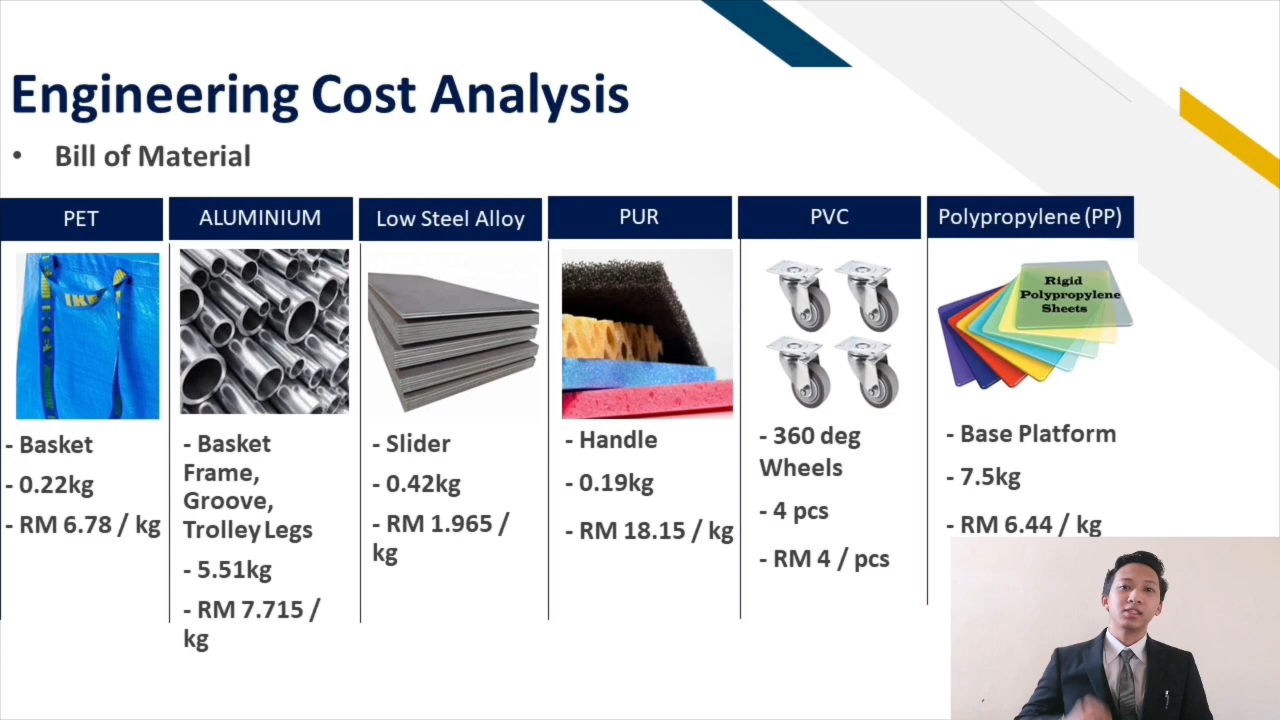 Engineering Cost Analysis
• Bill of Material
PET
ALUMINIUM
Low Steel Alloy
PUR
PVC
Polypropylene (PP)
IK
Rigid
Polypropylene
Sheets
- Basket
- 0.22kg
- RM 6.78 / kg
- Basket
Frame,
Groove,
Trolley Legs
- 5.51kg
- RM 7.715 /
kg
- Slider
- 0.42kg
- RM 1.965 /
kg
- Handle
- 0.19kg
- RM 18.15 / kg
- 360 deg
Wheels
- 4 pcs
- RM 4 / pcs
- Base Platform
- 7.5kg
- RM 6.44 / kg